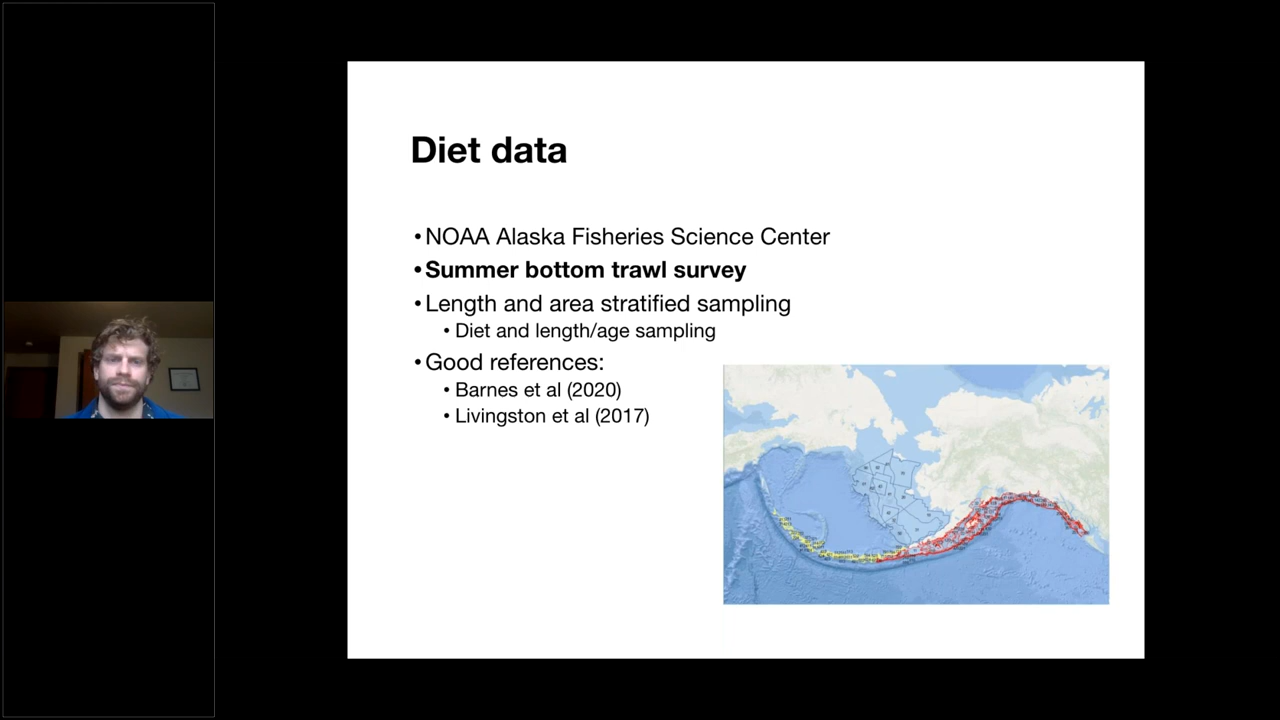 Diet data
•NOAA Alaska Fisheries Science Center
•Summer bottom trawl survey
•Length and area stratified sampling
•Diet and length/age sampling
•Good references:
•Barnes et al (2020)
•Livingston et al (2017)